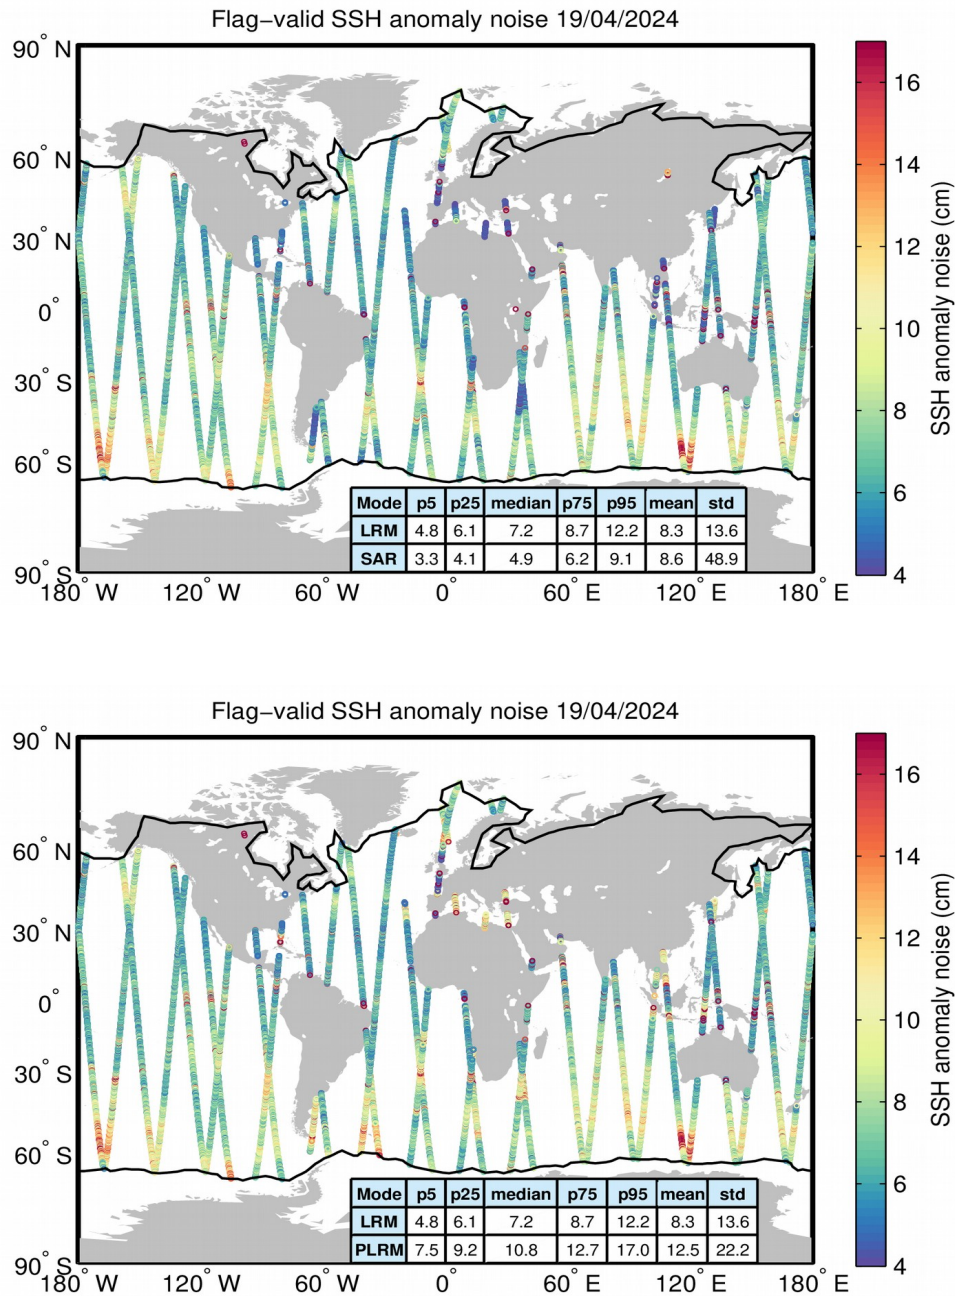 Flag−valid SSH anomaly noise 19/04/2024
90° N
60° N
30° N
0°
30° S
60° S
90° S
180° W
120° W
60° W
0°
60° E
120° E
180° E
Mode p5 p25 median p75 p95 mean std
LRM 4.8 6.1 7.2 8.7 12.2 8.3 13.6
SAR 3.3 4.1 4.9 6.2 9.1 8.6 48.9
16
14
12
10
8
6
4
SSH anomaly noise (cm)
Flag−valid SSH anomaly noise 19/04/2024
90° N
60° N
30° N
0°
30° S
60° S
90° S
180° W
120° W
60° W
0°
60° E
120° E
180° E
Mode p5 p25 median p75 p95 mean std
LRM 4.8 6.1 7.2 8.7 12.2 8.3 13.6
PLRM 7.5 9.2 10.8 12.7 17.0 12.5 22.2
16
14
12
10
8
6
4
SSH anomaly noise (cm)